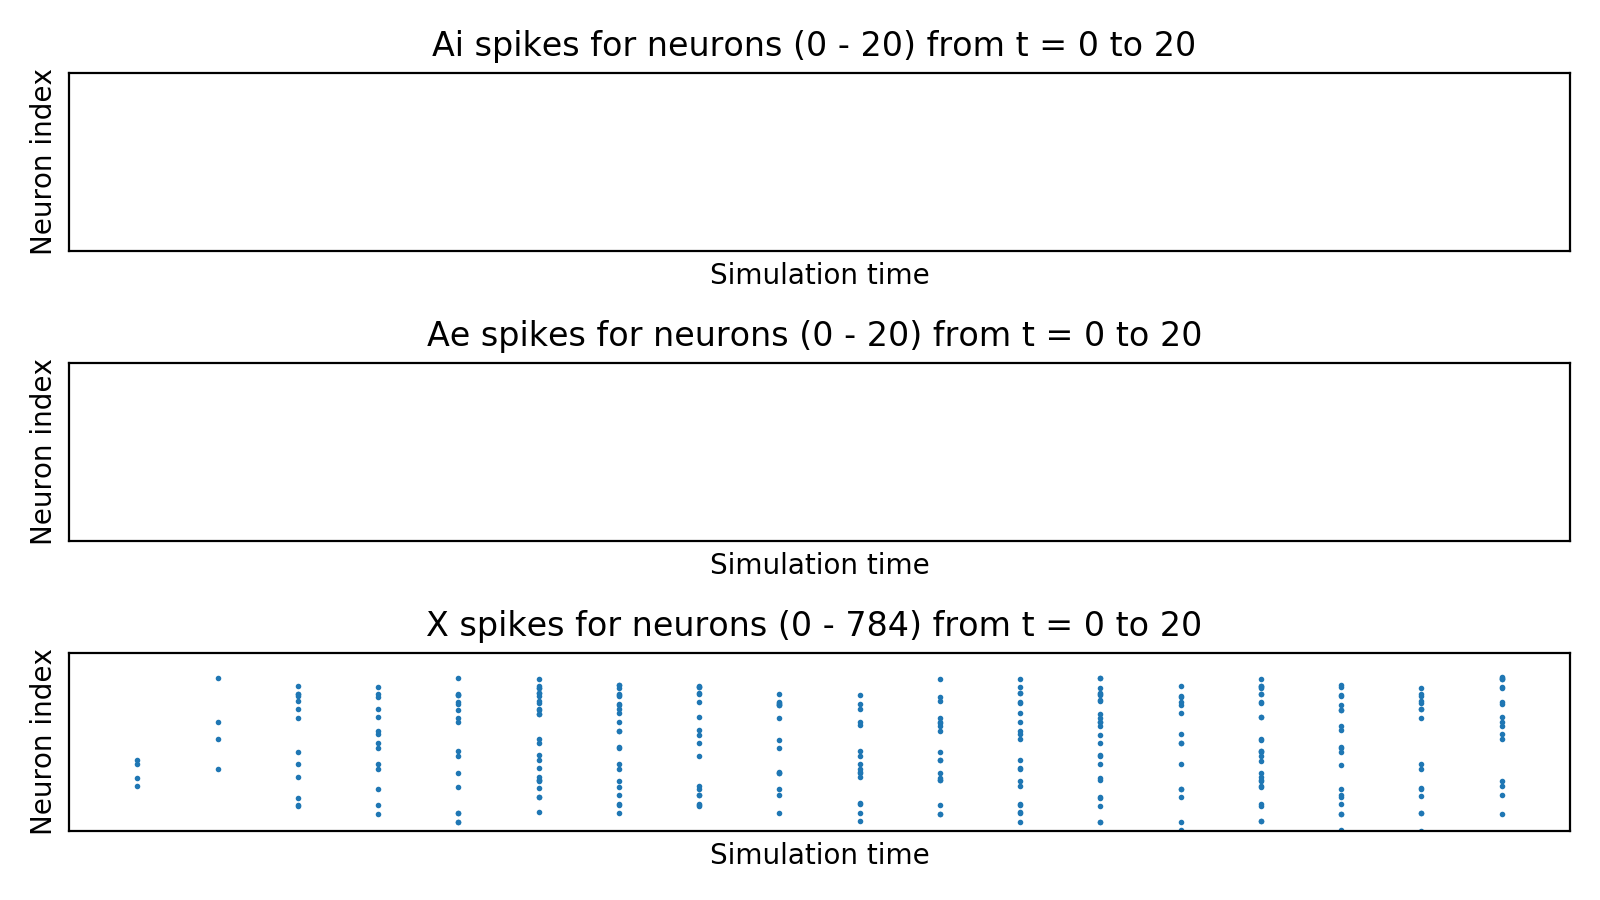 Ai spikes for neurons (0 - 20) from t = 0 to 20
Neuron index
Simulation time
Ae spikes for neurons (0 - 20) from t = 0 to 20
Neuron index
Simulation time
X spikes for neurons (0 - 784) from t = 0 to 20
Neuron index
Simulation time